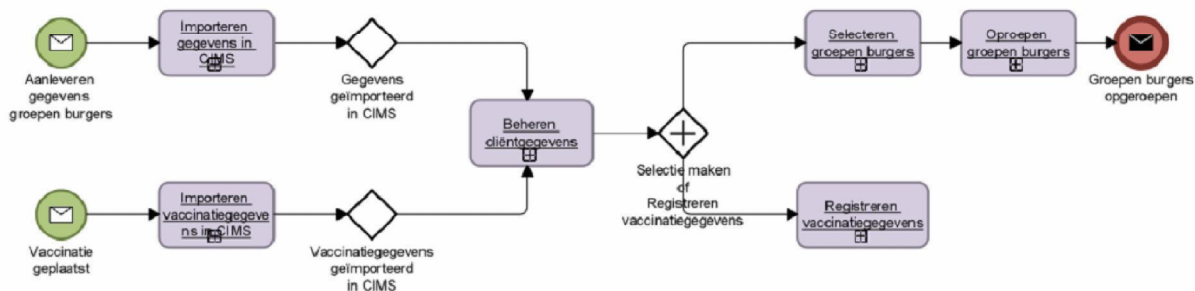 Importeren
gegevens in
CIMS
Aanleveren
gegevens
groepen burgers
Gegevens
geïmporteerd
in CIMS
Selecteren
groepen burgers
Oproepen
groepen burgers
Groepen burgers
opgeroepen
Beheren
cliëntgegevens
Selectie maken
of
Registreren
vaccinatiegegevens
Importeren
vaccinatiegegeve
ns in CIMS
Vaccinatie
geplaatst
Vaccinatiegegevens
geïmporteerd
in CIMS
Registreren
vaccinatiegegevens